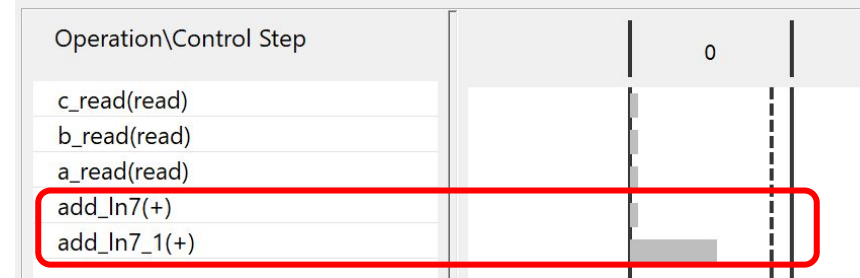 Operation\Control Step
0
c_read(read)
b_read(read)
a_read(read)
add_ln7(+)
add_ln7_1(+)